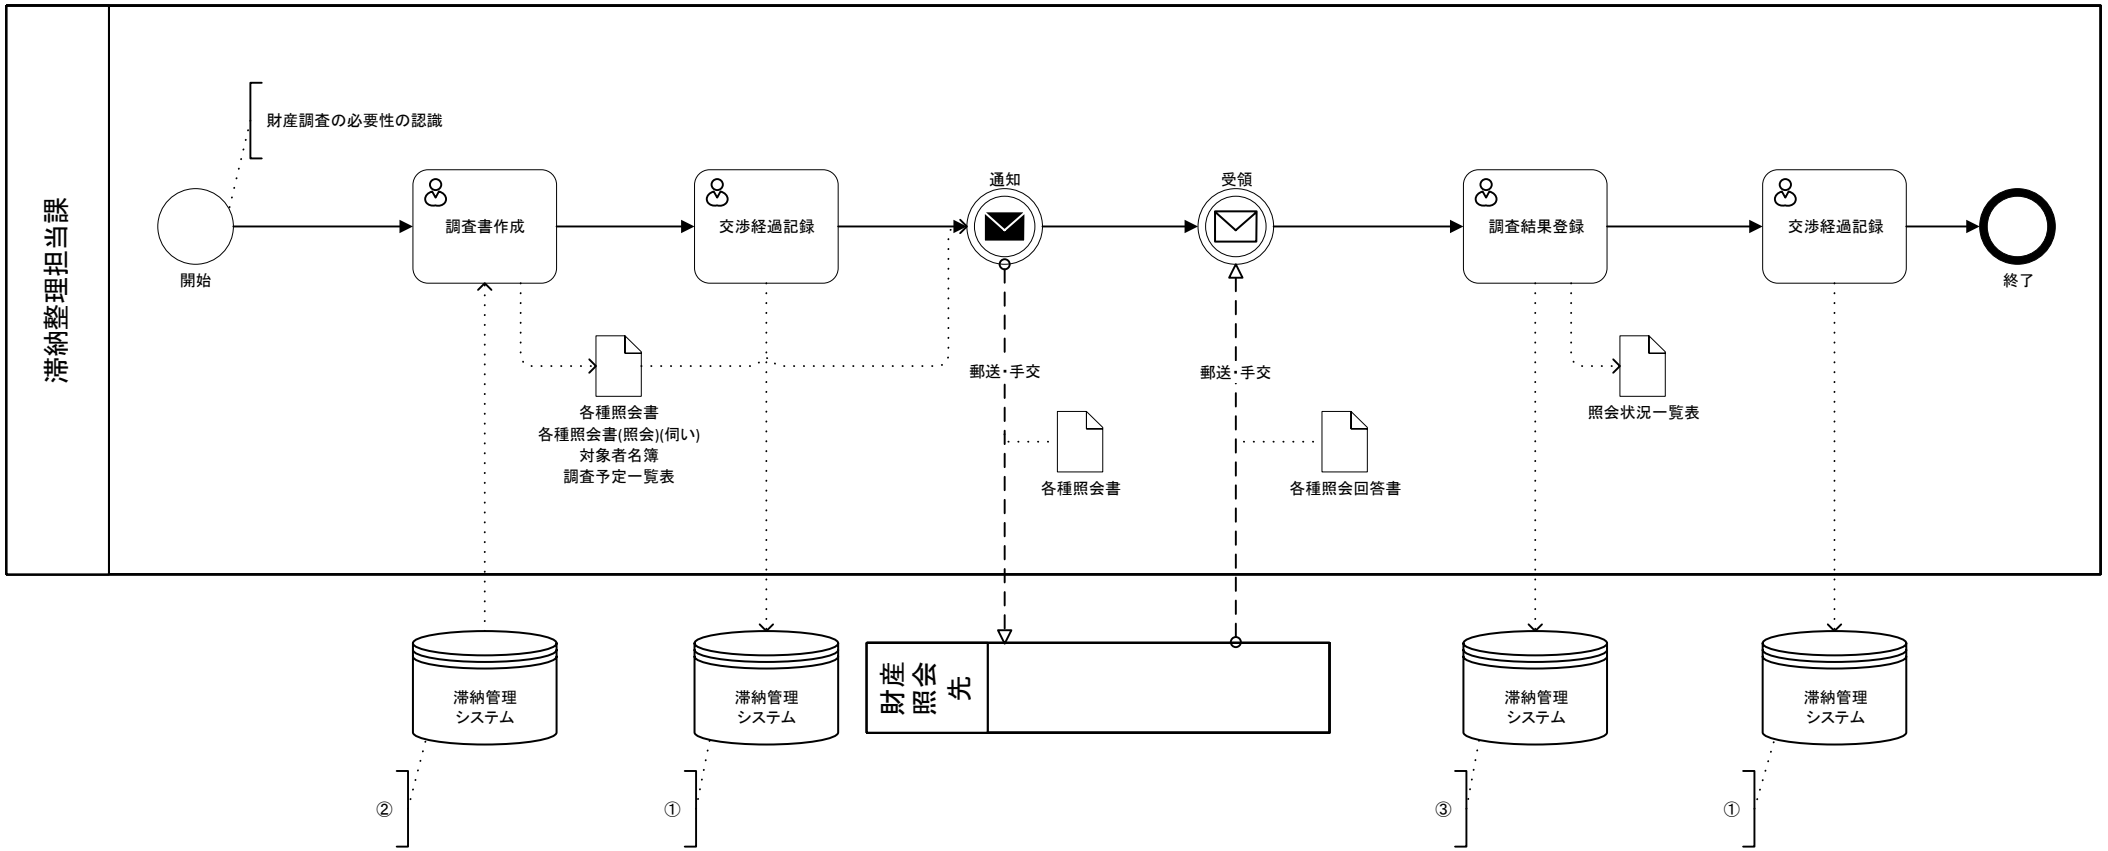 滞納整理担当課
財産調査の必要性の認識
開始
調査書作成
交渉経過記録
通知
受領
調査結果登録
交渉経過記録
終了
各種照会書
各種照会書(照会)(伺い)
対象者名簿
調査予定一覧表
郵送・手交
各種照会書
郵送・手交
各種照会回答書
照会状況一覧表
滞納管理
システム
滞納管理
システム
財産
照会
先
滞納管理
システム
滞納管理
システム
②
①
③
①